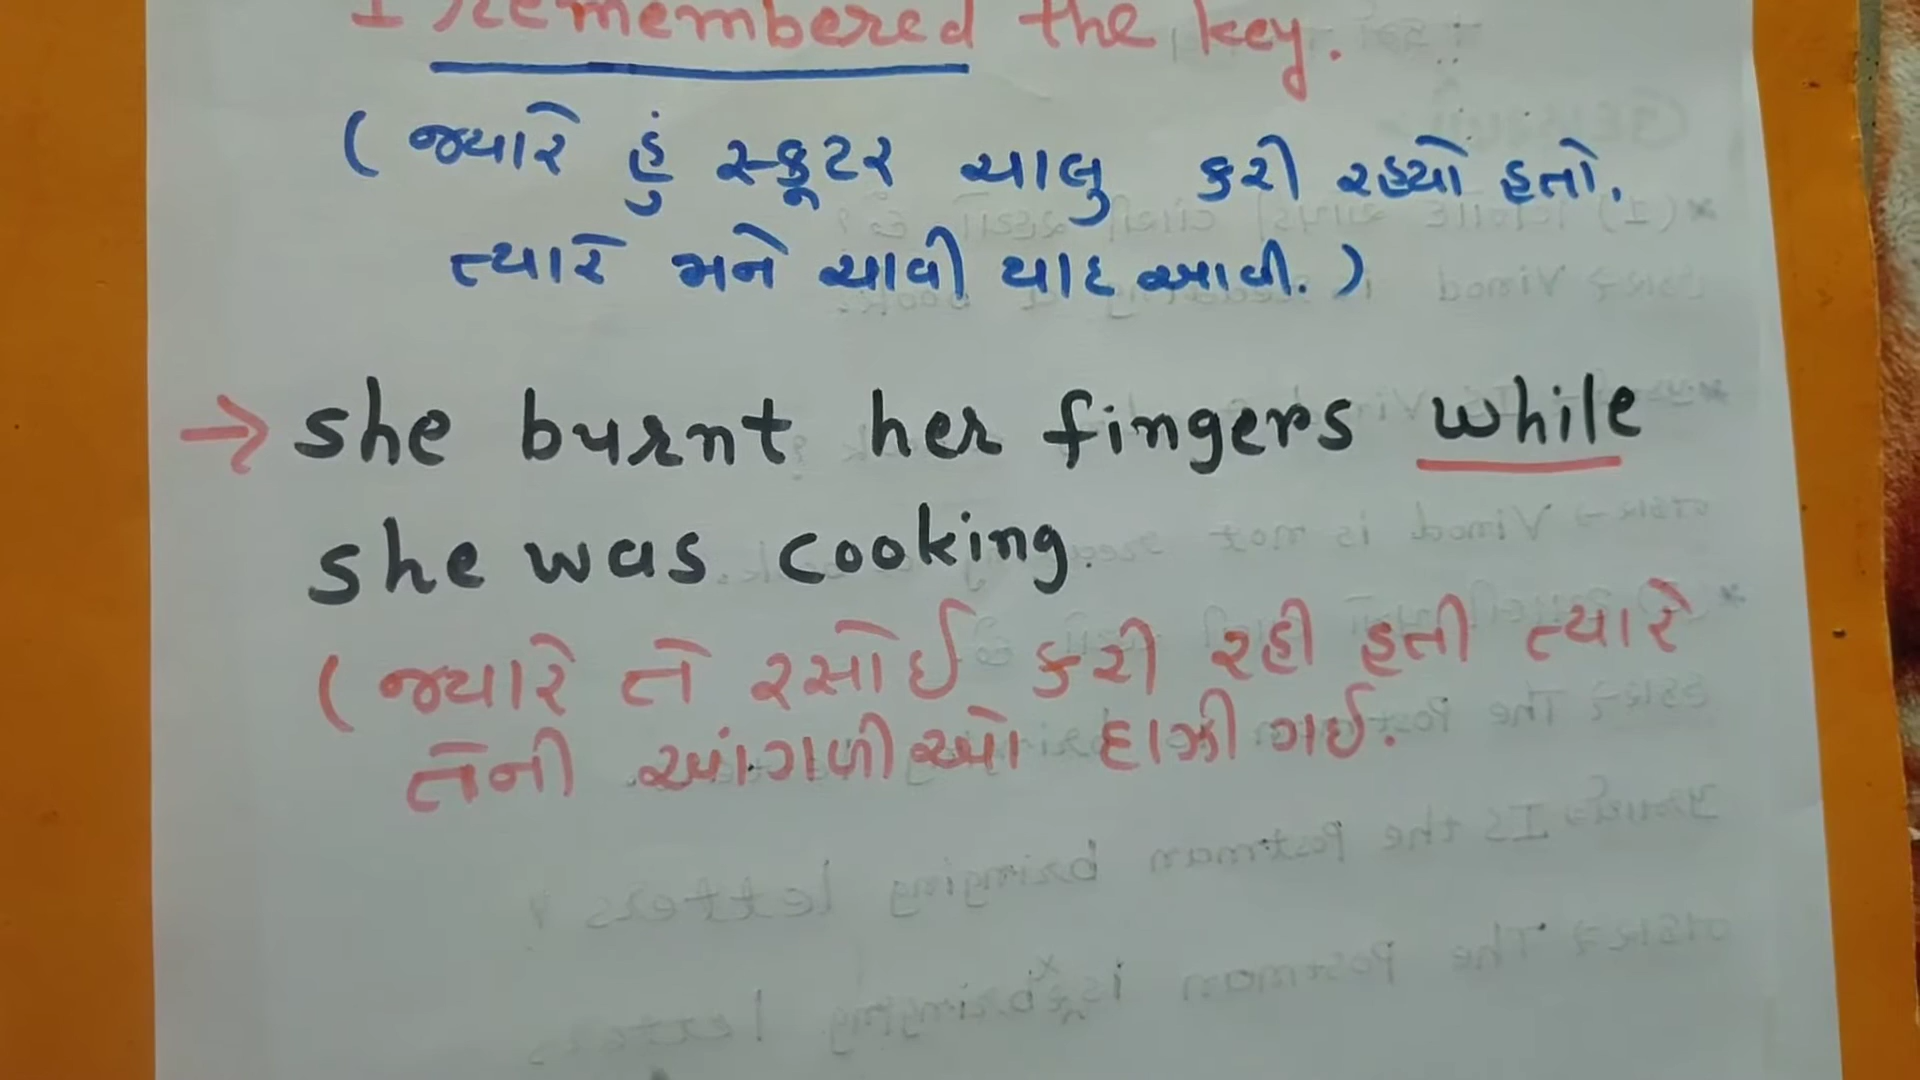 I remembered the key.
( જ્યારે હું સ્કૂટર ચાલુ કરી રહ્યો હતો.
ત્યારે મને ચાવી યાદ આવી. )
→ she burnt her fingers while
she was cooking.
( જ્યારે તે રસોઈ કરી રહી હતી ત્યારે
તેની આંગળીઓ દાઝી ગઈ.